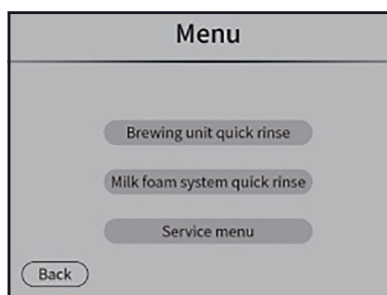 Menu
Brewing unit quick rinse
Milk foam system quick rinse
Service menu
Back